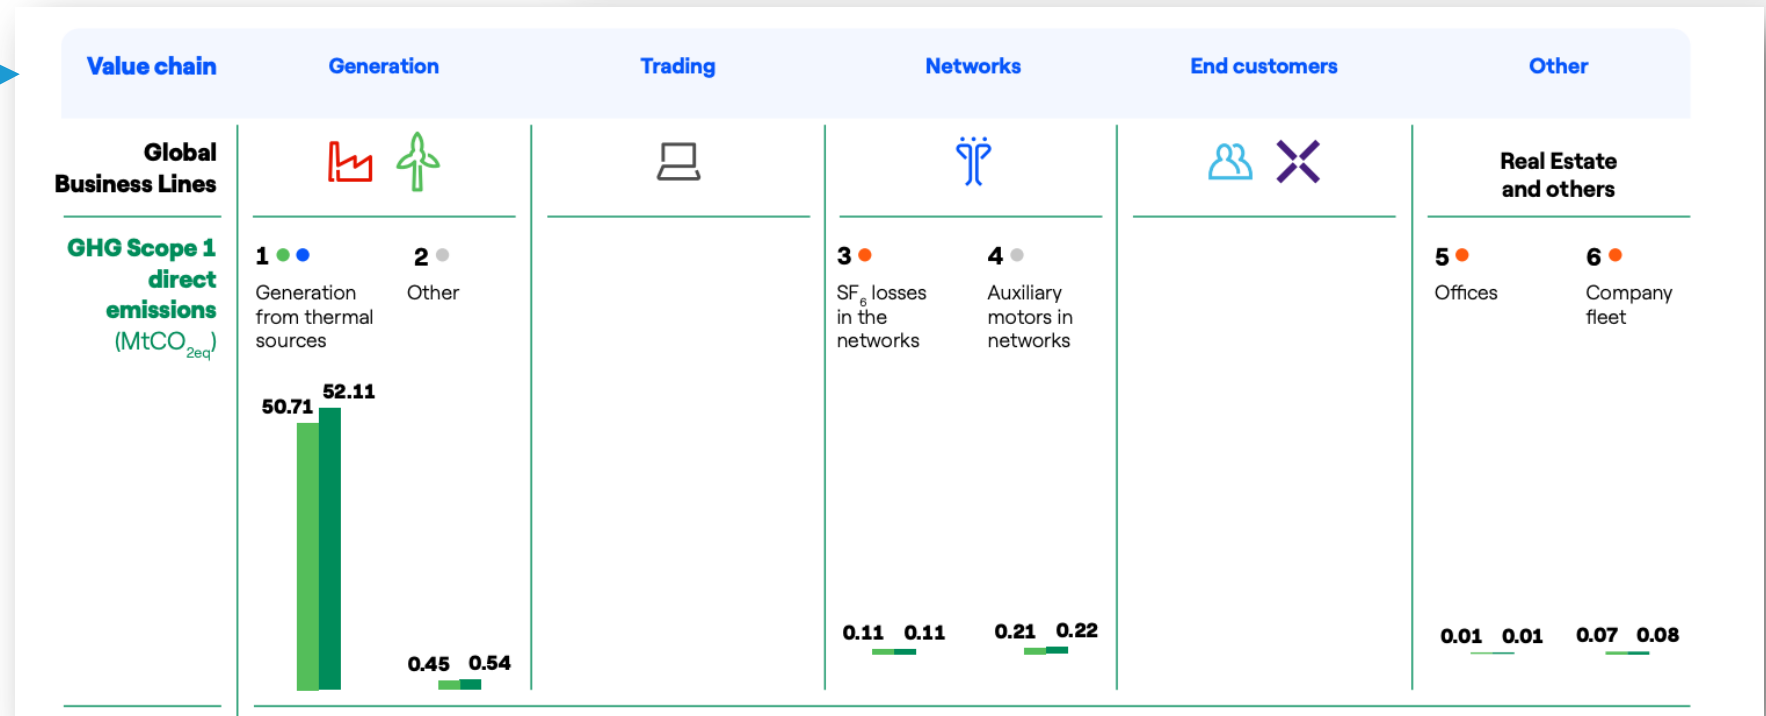 Value chain
Generation
Trading
Networks
End customers
Other
Global
Business Lines
Real Estate
and others
GHG Scope 1
direct
emissions
(MtCO2eq)
1
Generation
from thermal
sources
50.71
52.11
2
Other
0.45
0.54
3
SF6 losses
in the
networks
0.11
0.11
4
Auxiliary
motors in
networks
0.21
0.22
5
Offices
0.01
0.01
6
Company
fleet
0.07
0.08